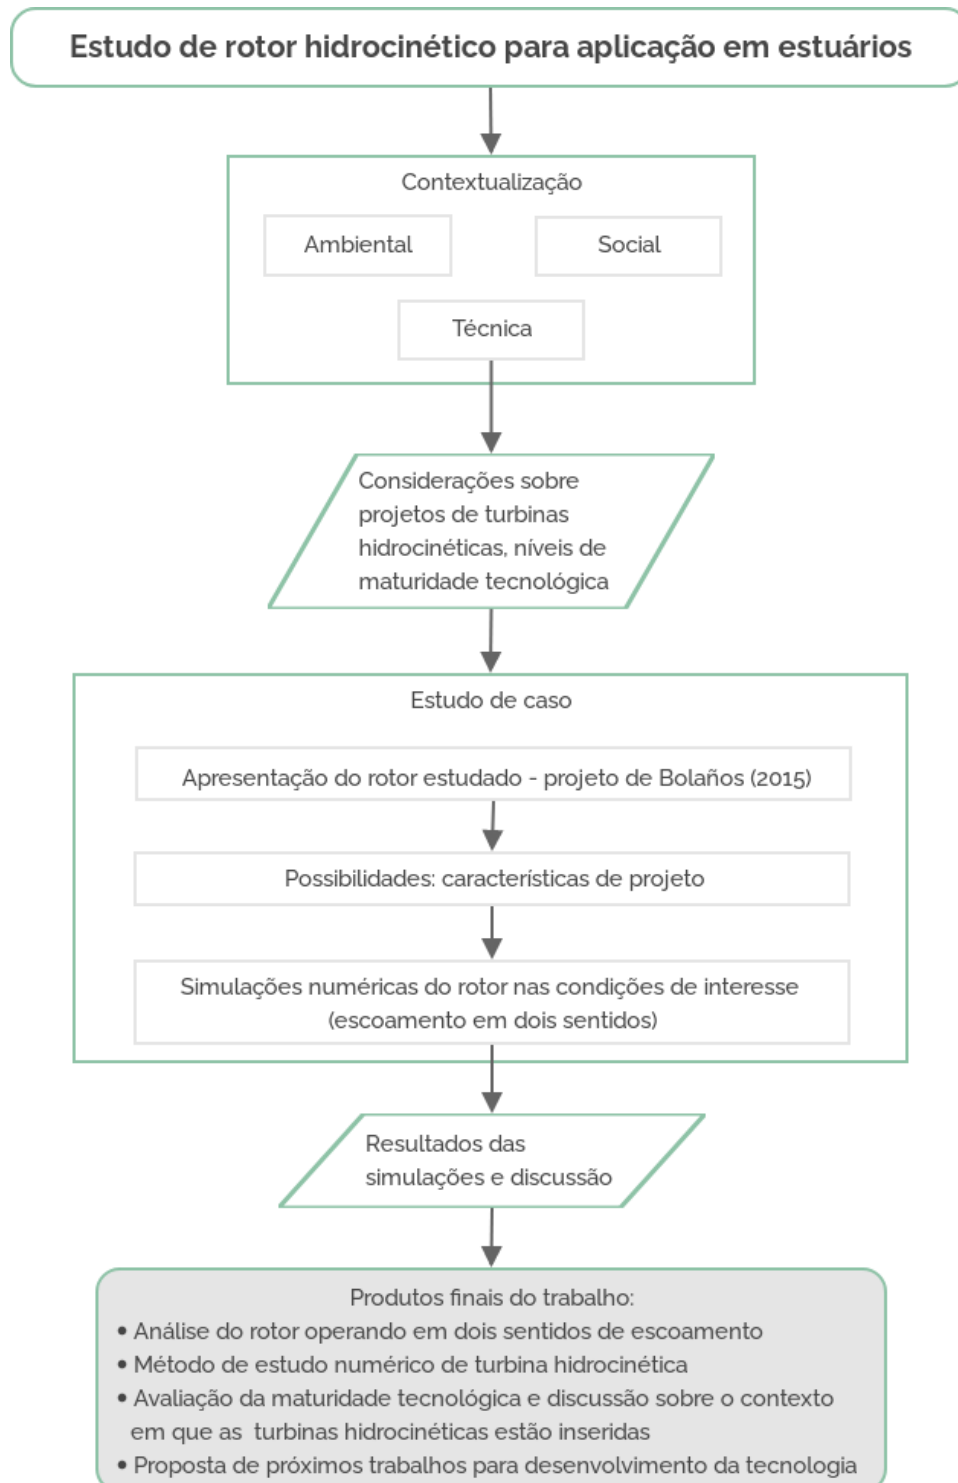 Estudo de rotor hidrocinético para aplicação em estuários
Contextualização
Ambiental
Social
Técnica
Considerações sobre
projetos de turbinas
hidrocinéticas, níveis de
maturidade tecnológica
Estudo de caso
Apresentação do rotor estudado - projeto de Bolaños (2015)
Possibilidades: características de projeto
Simulações numéricas do rotor nas condições de interesse
(escoamento em dois sentidos)
Resultados das
simulações e discussão
Produtos finais do trabalho:
• Análise do rotor operando em dois sentidos de escoamento
• Método de estudo numérico de turbina hidrocinética
• Avaliação da maturidade tecnológica e discussão sobre o contexto
em que as turbinas hidrocinéticas estão inseridas
• Proposta de próximos trabalhos para desenvolvimento da tecnologia